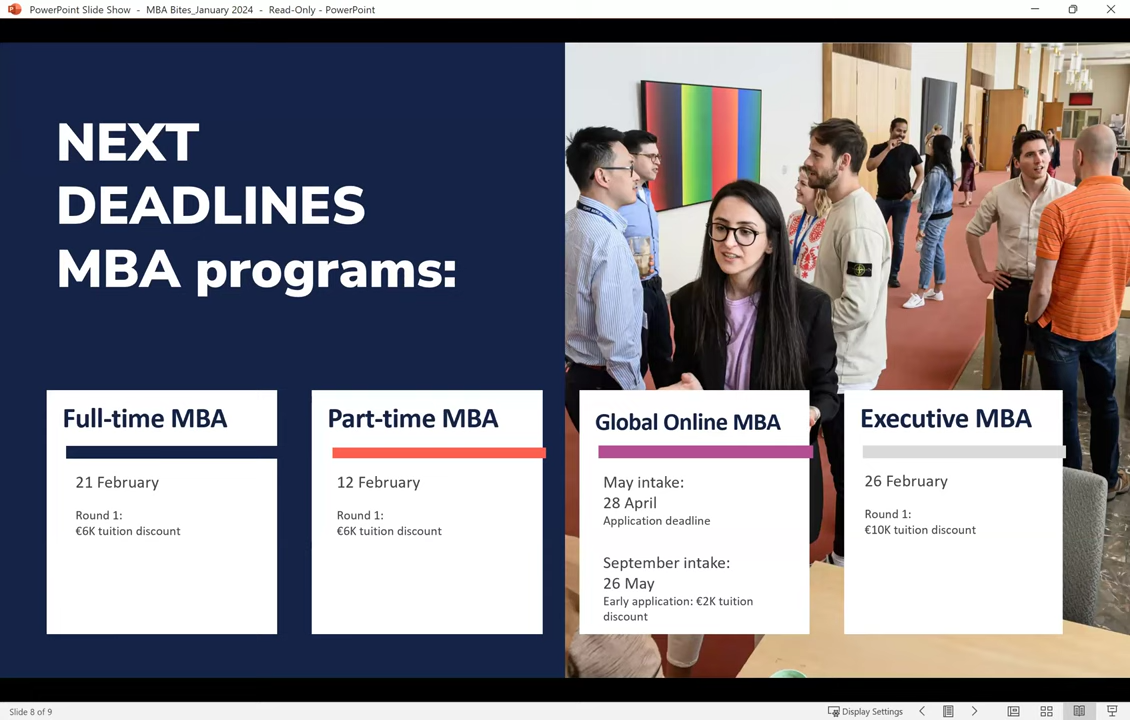 PowerPoint Slide Show - MBA Bites_January 2024 - Read-Only - PowerPoint
NEXT
DEADLINES
MBA programs:
Full-time MBA
21 February
Round 1:
€6K tuition discount
Part-time MBA
12 February
Round 1:
€6K tuition discount
Global Online MBA
May intake:
28 April
Application deadline
September intake:
26 May
Early application: €2K tuition
discount
Executive MBA
26 February
Round 1:
€10K tuition discount
Slide 8 of 9
Display Settings